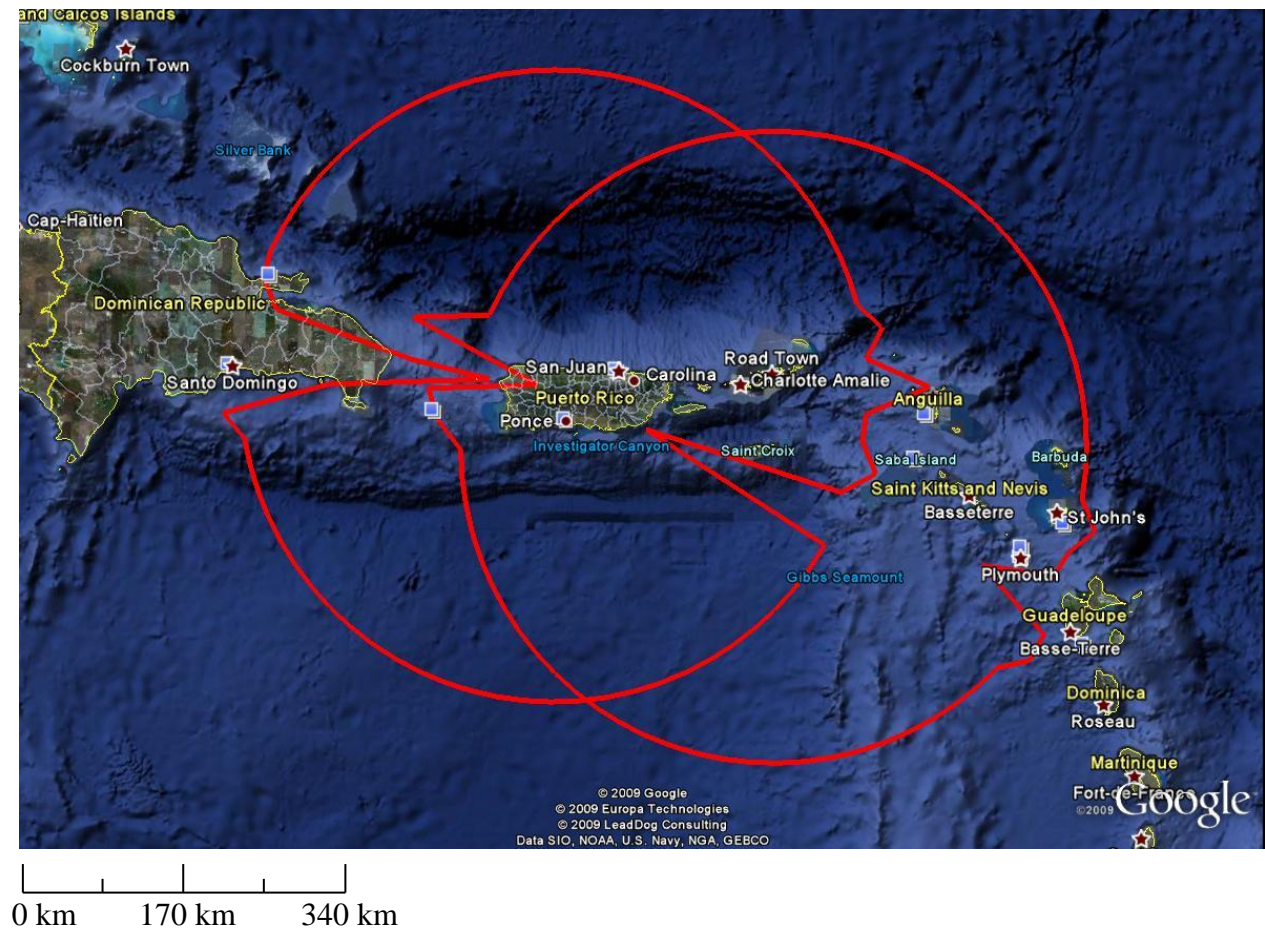 and Caicos Islands
Cockburn Town
Silver Bank
Cap-Haïtien
Dominican Republic
Santo Domingo
San Juan
Carolina
Road Town
Charlotte Amalie
Puerto Rico
Anguilla
Ponce
Investigator Canyon
Saint Croix
Saba Island
Barbuda
Saint Kitts and Nevis
Basseterre
St John's
Plymouth
Gibbs Seamount
Guadeloupe
Basse-Terre
Dominica
Roseau
Martinique
Fort-de-France
©2009 Google
© 2009 Google
© 2009 Europa Technologies
© 2009 LeadDog Consulting
Data SIO, NOAA, U.S. Navy, NGA, GEBCO
0 km 170 km 340 km